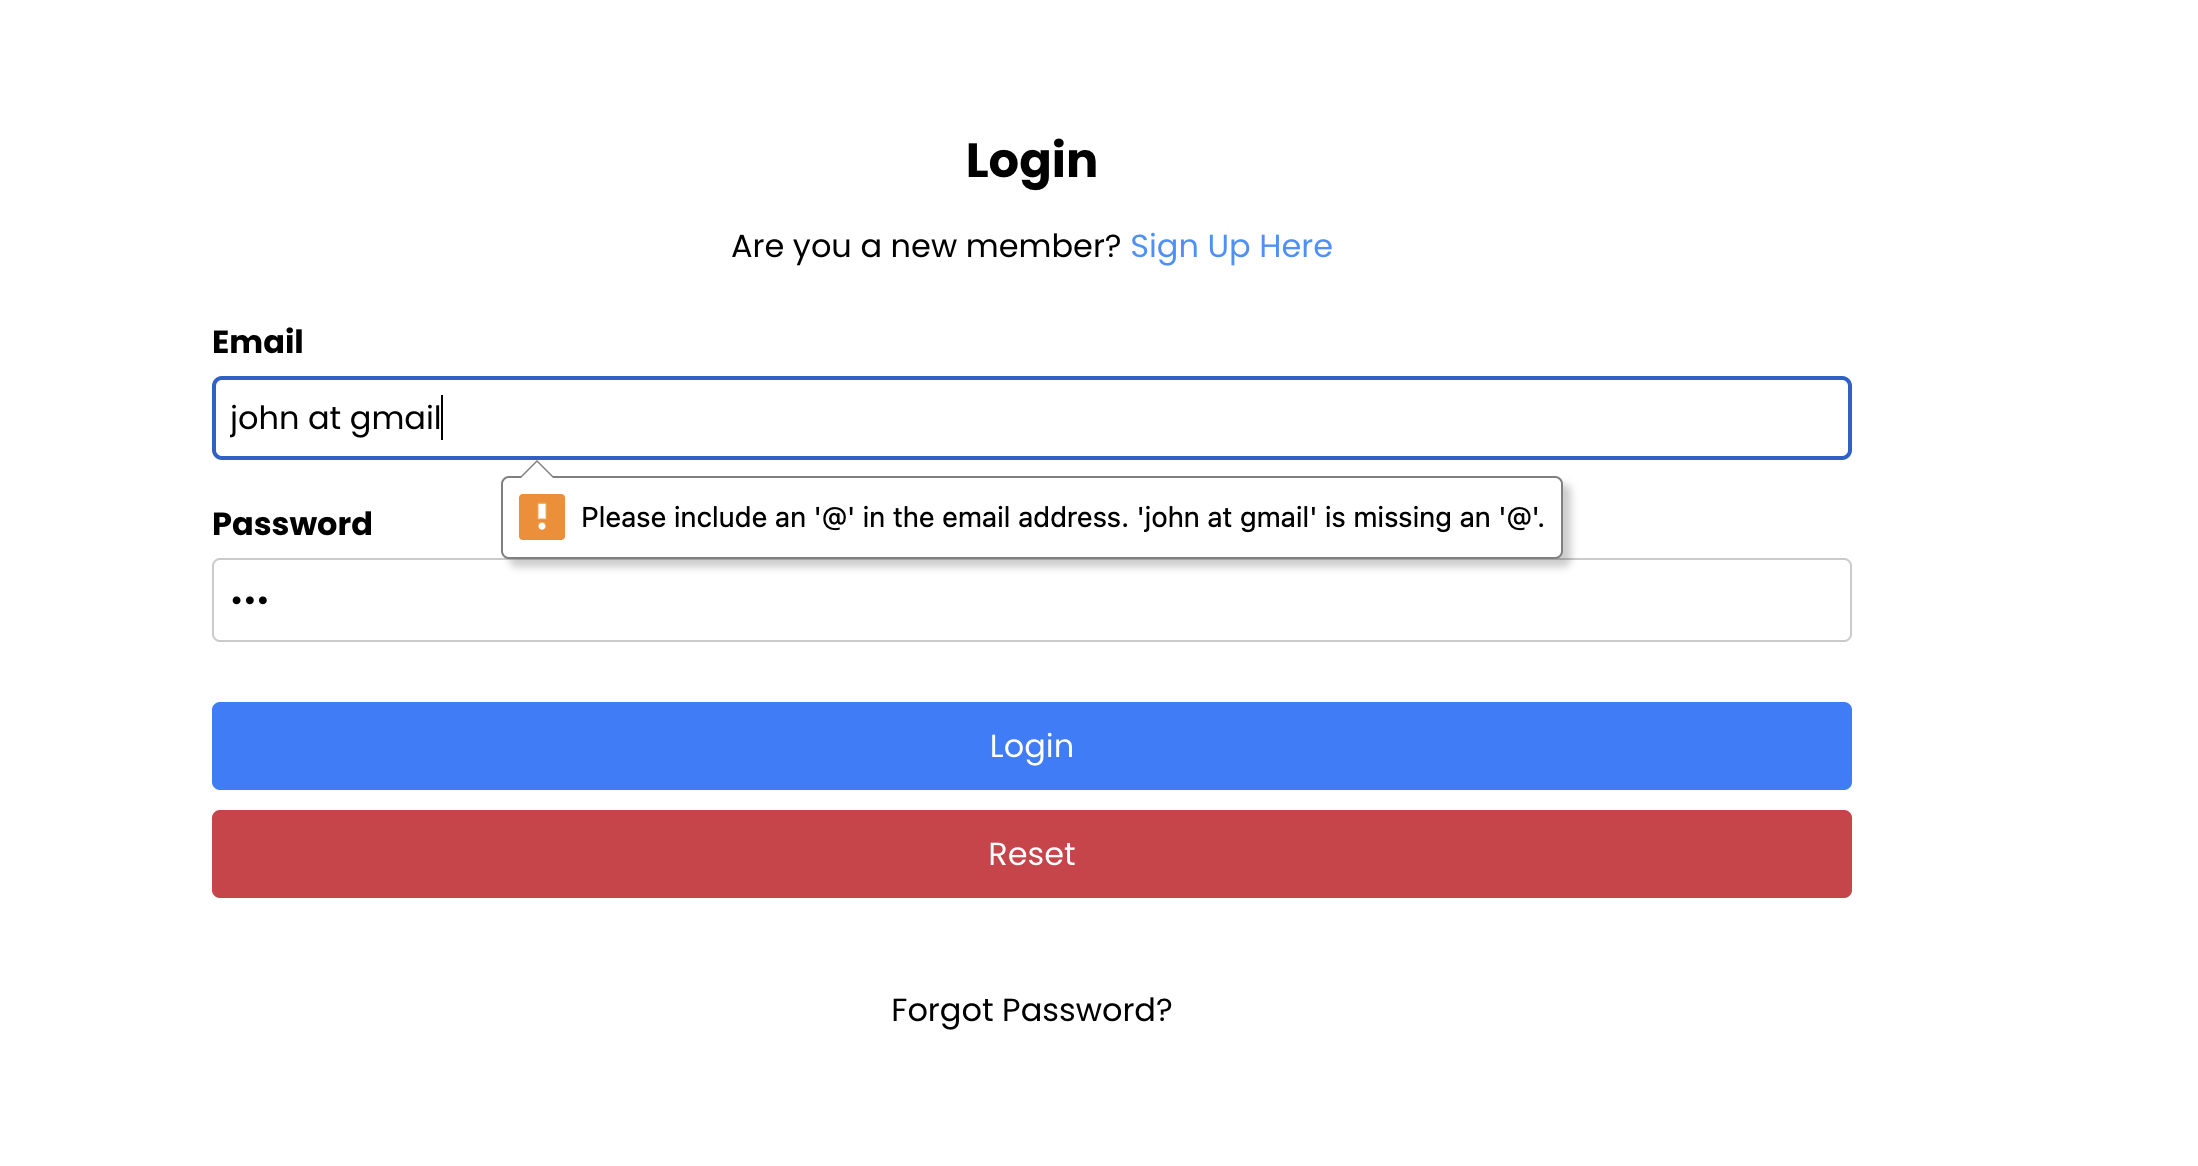 Login
Are you a new member? Sign Up Here
Email
john at gmail
Please include an '@' in the email address. 'john at gmail' is missing an '@'.
Password
•••
Login
Reset
Forgot Password?